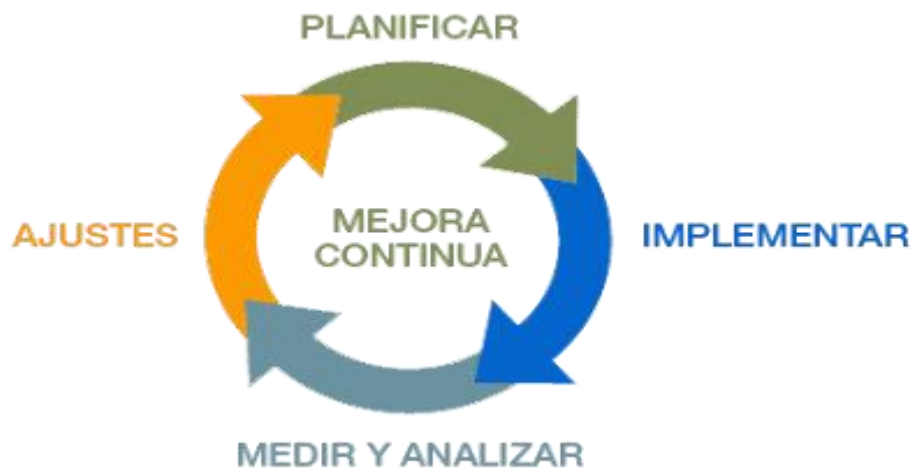 PLANIFICAR
AJUSTES
MEJORA
CONTINUA
IMPLEMENTAR
MEDIR Y ANALIZAR